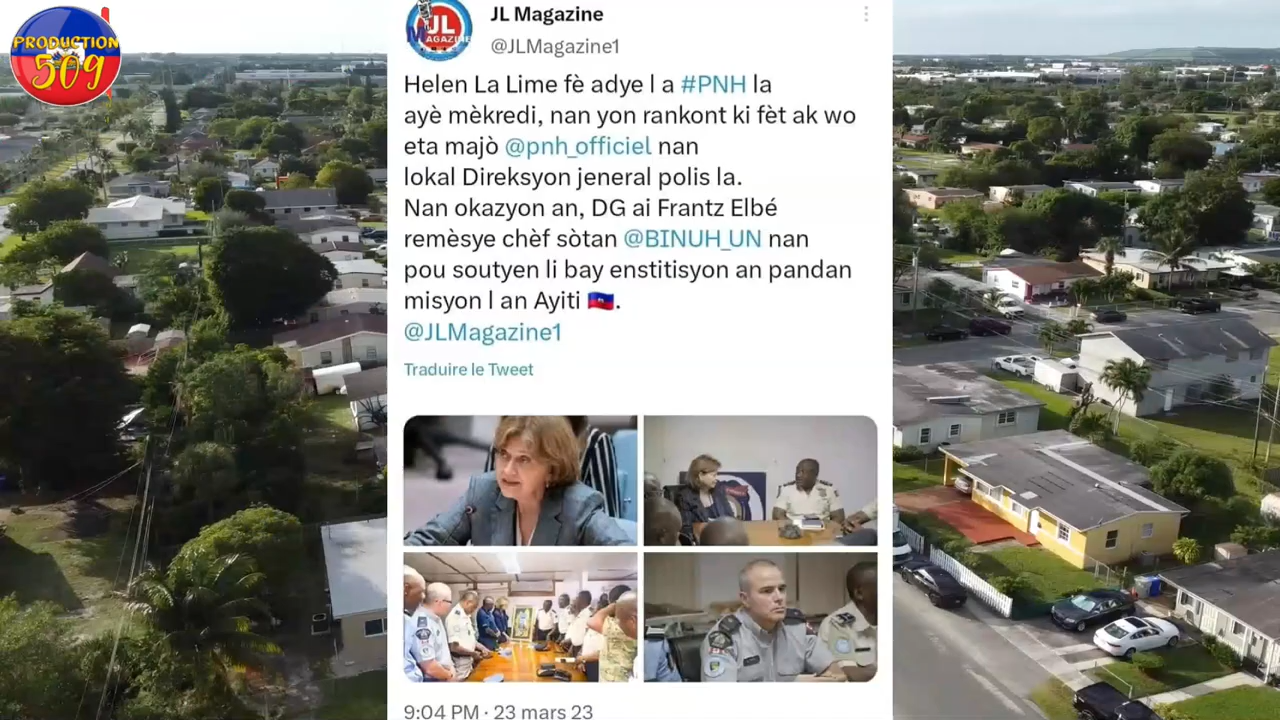 PRODUCTION
509
JL
MAGAZINE
JL Magazine
@JLMagazine1
Helen La Lime fè adye l a #PNH la
ayè mèkredi, nan yon rankont ki fèt ak wo
eta majò @pnh_officiel nan
lokal Direksyon jeneral polis la.
Nan okazyon an, DG ai Frantz Elbé
remèsye chèf sòtan @BINUH_UN nan
pou soutyen li bay enstitisyon an pandan
misyon l an Ayiti 🇭🇹.
@JLMagazine1
Traduire le Tweet
9:04 PM · 23 mars 23